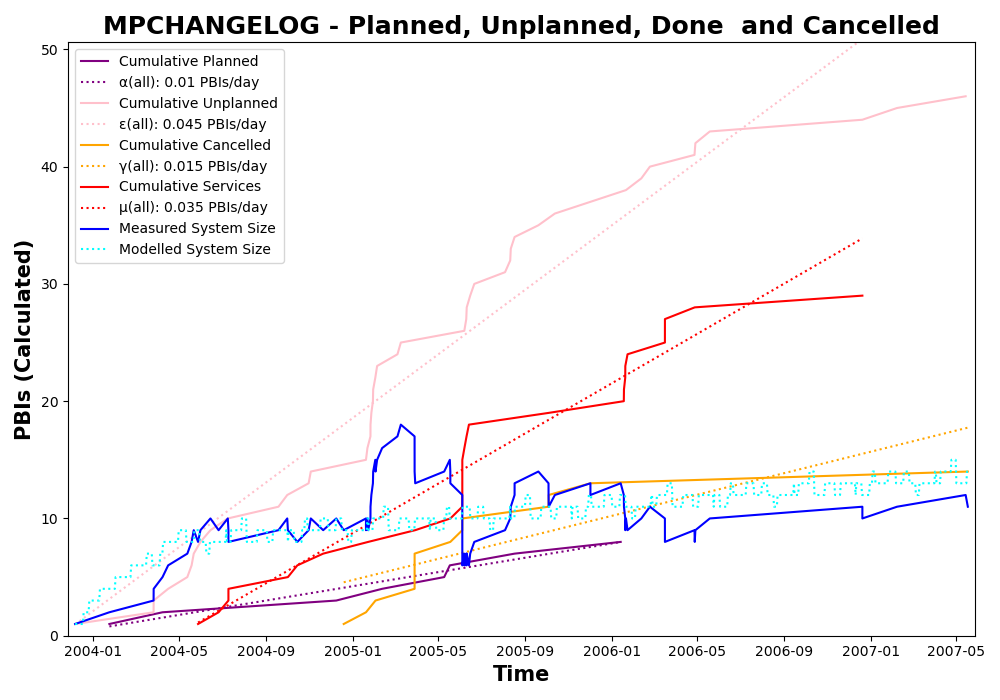 MPCHANGELOG - Planned, Unplanned, Done  and Cancelled
PBIs (Calculated)
50
40
30
20
10
0
Cumulative Planned
α(all): 0.01 PBIs/day
Cumulative Unplanned
ε(all): 0.045 PBIs/day
Cumulative Cancelled
γ(all): 0.015 PBIs/day
Cumulative Services
μ(all): 0.035 PBIs/day
Measured System Size
Modelled System Size
2004-01 2004-05 2004-09 2005-01 2005-05 2005-09 2006-01 2006-05 2006-09 2007-01 2007-05
Time